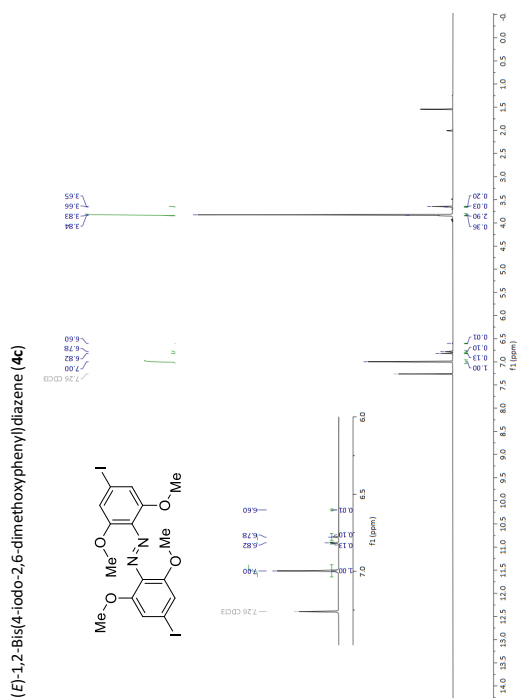 (E)-1,2-Bis(4-iodo-2,6-dimethoxyphenyl)diazene (4c)
7.26 CDCl3
7.00
6.82
6.78
6.60
3.84
3.83
3.66
3.65
I
OMe
O
Me
N
N
O
Me
MeO
I
7.26 CDCl3
7.00
6.82
6.78
6.60
1.00
0.13
0.10
0.01
7.0
6.5
6.0
f1 (ppm)
1.00
0.13
0.10
0.01
0.36
2.90
0.03
0.20
14.0 13.5 13.0 12.5 12.0 11.5 11.0 10.5 10.0 9.5 9.0 8.5 8.0 7.5 7.0 6.5 6.0 5.5 5.0 4.5 4.0 3.5 3.0 2.5 2.0 1.5 1.0 0.5 0.0
f1 (ppm)